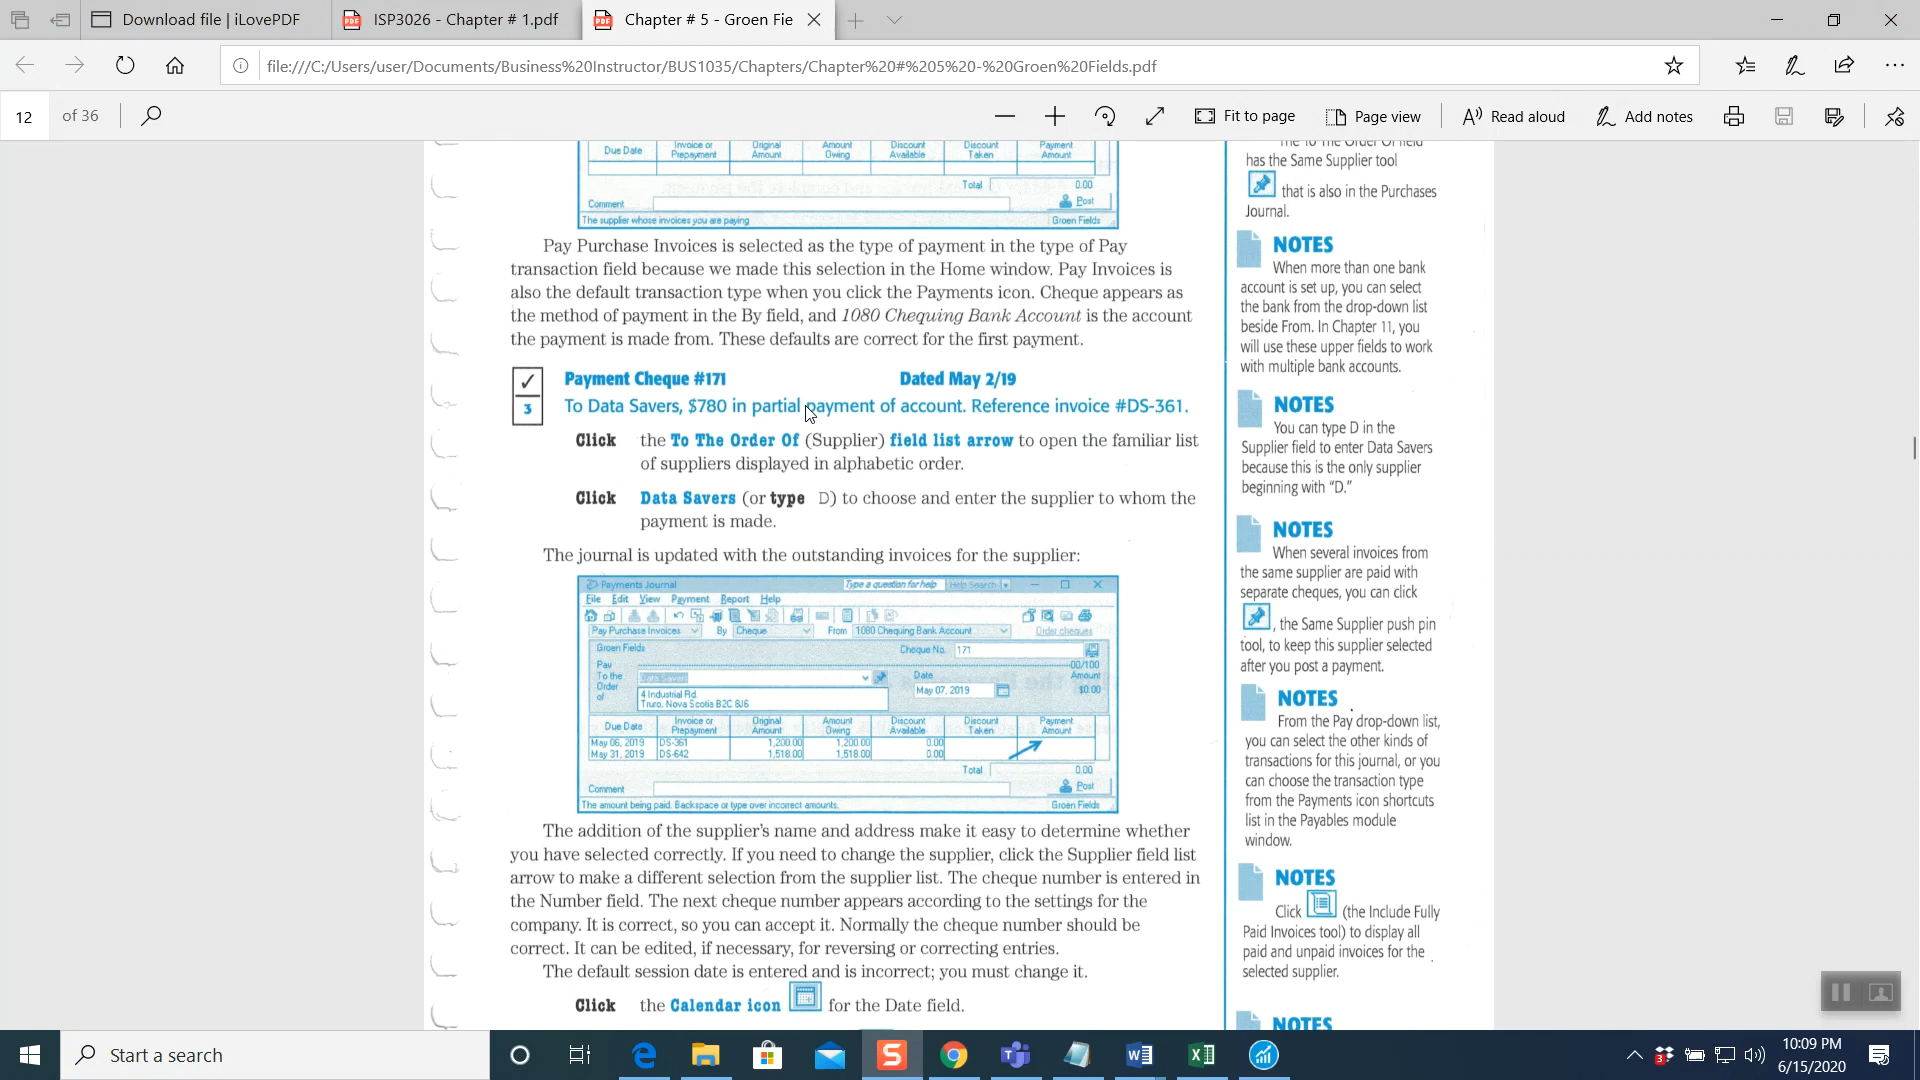 Download file | iLovePDF
ISP3026 - Chapter # 1.pdf
Chapter # 5 - Groen Fie
file:///C:/Users/user/Documents/Business%20Instructor/BUS1035/Chapters/Chapter%20#%205%20-%20Groen%20Fields.pdf
12 of 36
Fit to page
Page view
Read aloud
Add notes
Due Date Invoice or Prepayment Original Amount Amount Owing Discount Available Discount Taken Payment Amount
Total 0.00
Comment Post
The supplier whose invoices you are paying Groen Fields
Pay Purchase Invoices is selected as the type of payment in the type of Pay
transaction field because we made this selection in the Home window. Pay Invoices is
also the default transaction type when you click the Payments icon. Cheque appears as
the method of payment in the By field, and 1080 Chequing Bank Account is the account
the payment is made from. These defaults are correct for the first payment.
✓
3
Payment Cheque #171 Dated May 2/19
To Data Savers, $780 in partial payment of account. Reference invoice #DS-361.
Click the To The Order Of (Supplier) field list arrow to open the familiar list
of suppliers displayed in alphabetic order.
Click Data Savers (or type D) to choose and enter the supplier to whom the
payment is made.
The journal is updated with the outstanding invoices for the supplier:
Payments Journal Type a question for help Help Search
File Edit View Payment Report Help
Pay Purchase Invoices By Cheque From 1080 Chequing Bank Account Order cheques
Groen Fields Cheque No. 171
Pay 00/100
To the Order of Data Savers Date Amount
4 Industrial Rd. May 07, 2019 $0.00
Truro, Nova Scotia B2C 8J6
Due Date Invoice or Prepayment Original Amount Amount Owing Discount Available Discount Taken Payment Amount
May 06, 2019 DS-361 1,200.00 1,200.00 0.00
May 31, 2019 DS-642 1,518.00 1,518.00 0.00
Total 0.00
Comment Post
The amount being paid. Backspace or type over incorrect amounts. Groen Fields
The addition of the supplier's name and address make it easy to determine whether
you have selected correctly. If you need to change the supplier, click the Supplier field list
arrow to make a different selection from the supplier list. The cheque number is entered in
the Number field. The next cheque number appears according to the settings for the
company. It is correct, so you can accept it. Normally the cheque number should be
correct. It can be edited, if necessary, for reversing or correcting entries.
The default session date is entered and is incorrect; you must change it.
Click the Calendar icon for the Date field.
The To The Order Of field
has the Same Supplier tool
that is also in the Purchases
Journal.
NOTES
When more than one bank
account is set up, you can select
the bank from the drop-down list
beside From. In Chapter 11, you
will use these upper fields to work
with multiple bank accounts.
NOTES
You can type D in the
Supplier field to enter Data Savers
because this is the only supplier
beginning with "D."
NOTES
When several invoices from
the same supplier are paid with
separate cheques, you can click
, the Same Supplier push pin
tool, to keep this supplier selected
after you post a payment.
NOTES
From the Pay drop-down list,
you can select the other kinds of
transactions for this journal, or you
can choose the transaction type
from the Payments icon shortcuts
list in the Payables module
window.
NOTES
Click (the Include Fully
Paid Invoices tool) to display all
paid and unpaid invoices for the
selected supplier.
NOTES
Start a search
10:09 PM
6/15/2020